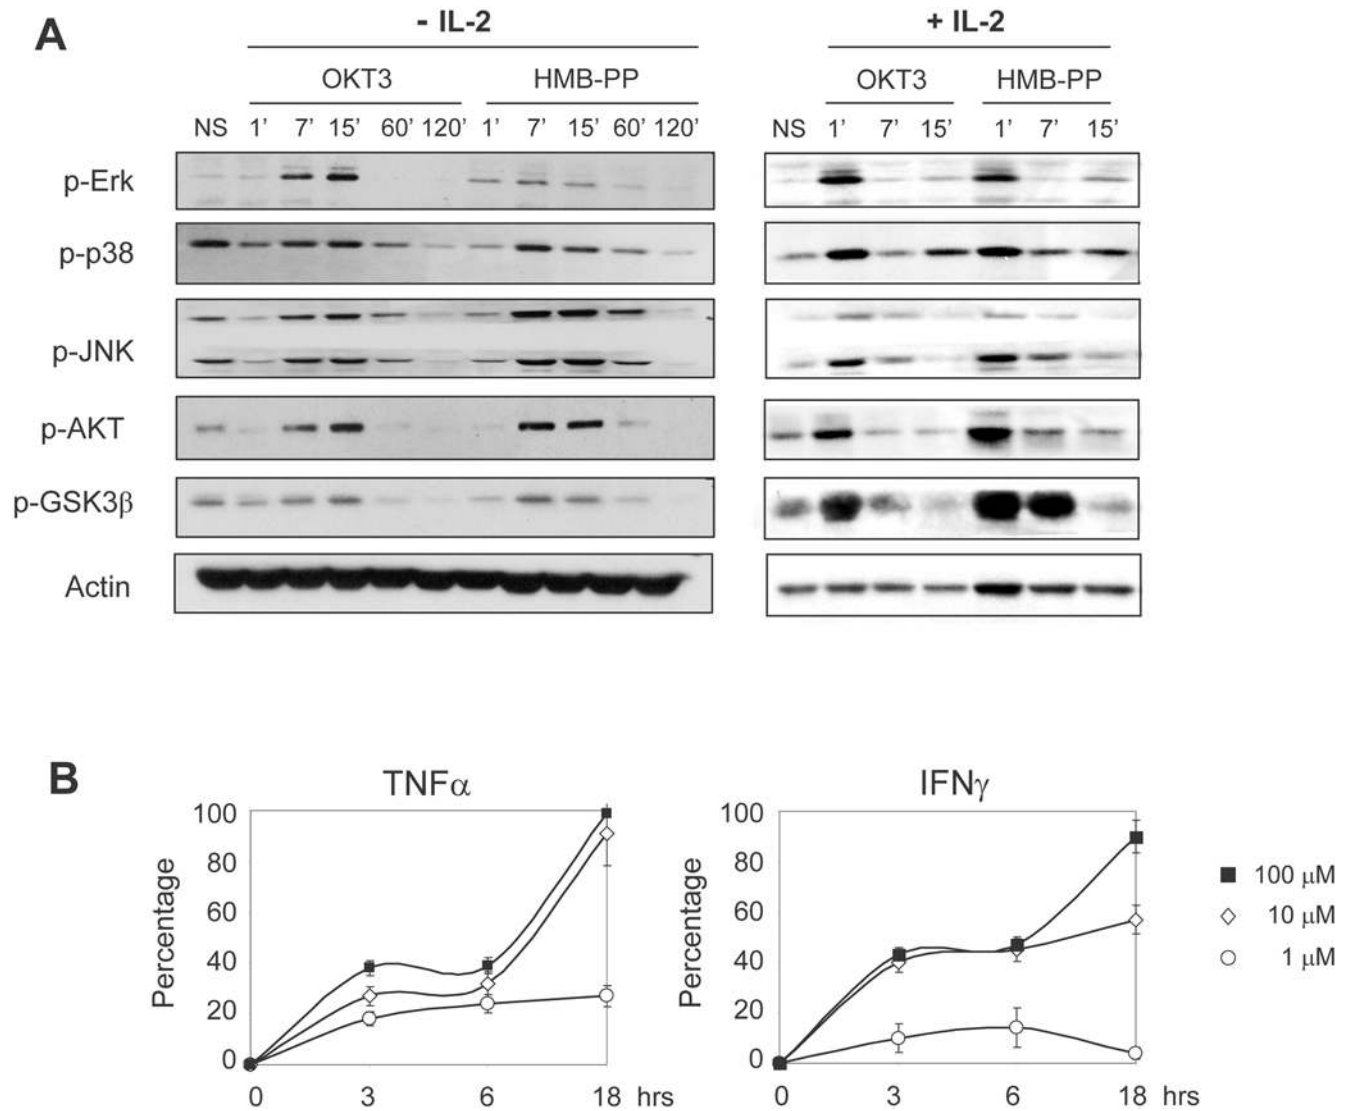 A
- IL-2 + IL-2
OKT3 HMB-PP OKT3 HMB-PP
NS 1' 7' 15' 60' 120' 1' 7' 15' 60' 120' NS 1' 7' 15' 1' 7' 15'
p-Erk
p-p38
p-JNK
p-AKT
p-GSK3β
Actin
B
TNFα
Percentage
100
80
60
40
20
0
0 3 6 18 hrs
IFNγ
Percentage
100
80
60
40
20
0
0 3 6 18 hrs
100 μM
10 μM
1 μM